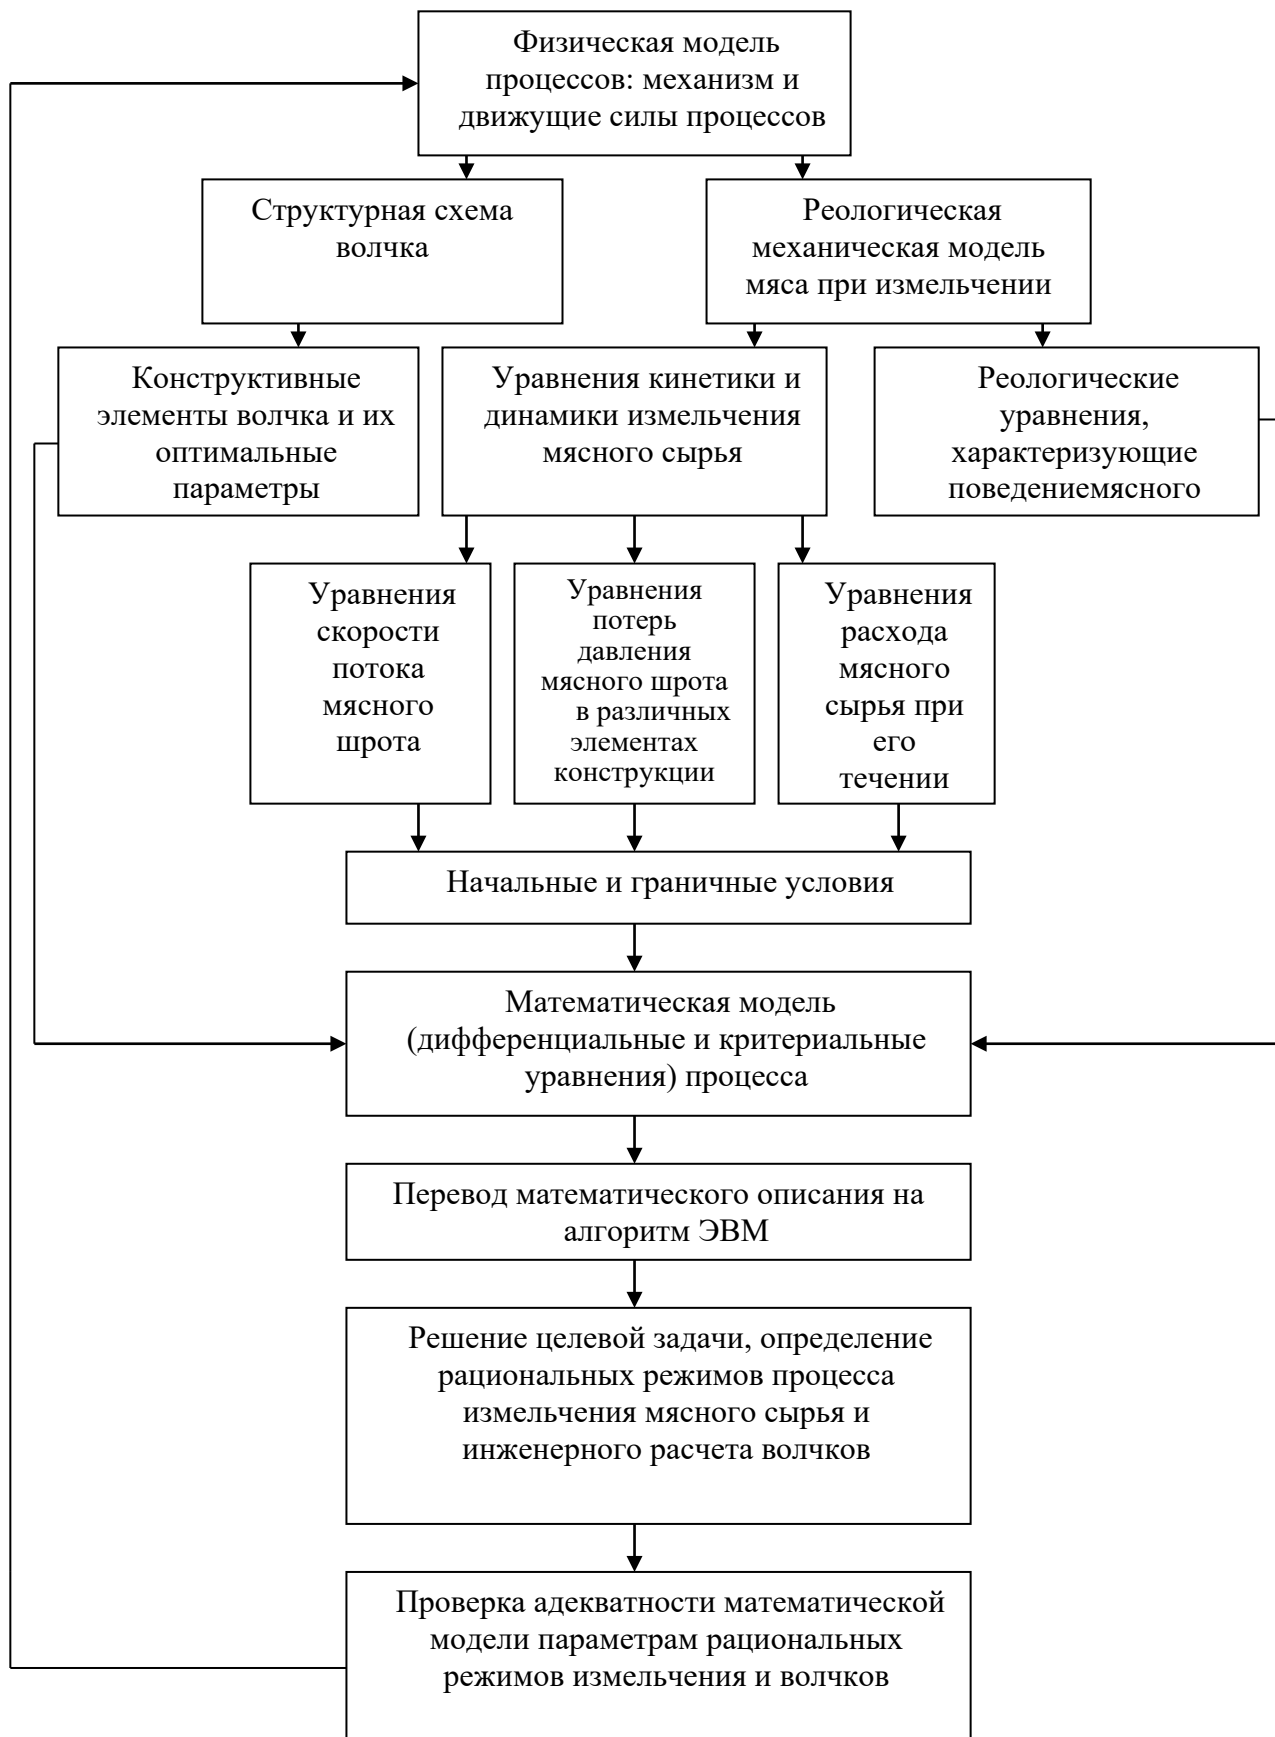 Физическая модель
процессов: механизм и
движущие силы процессов
Структурная схема
волчка
Реологическая
механическая модель
мяса при измельчении
Конструктивные
элементы волчка и их
оптимальные
параметры
Уравнения кинетики и
динамики измельчения
мясного сырья
Реологические
уравнения,
характеризующие
поведениемясного
Уравнения
скорости
потока
мясного
шрота
Уравнения
потерь
давления
мясного шрота
в различных
элементах
конструкции
Уравнения
расхода
мясного
сырья при
его
течении
Начальные и граничные условия
Математическая модель
(дифференциальные и критериальные
уравнения) процесса
Перевод математического описания на
алгоритм ЭВМ
Решение целевой задачи, определение
рациональных режимов процесса
измельчения мясного сырья и
инженерного расчета волчков
Проверка адекватности математической
модели параметрам рациональных
режимов измельчения и волчков